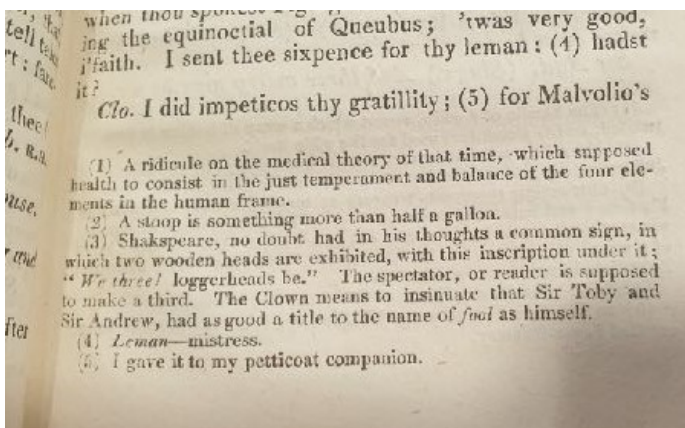 tell
when thou
ing the equinoctial of Queubus; 'twas very good,
i'faith. I sent thee sixpence for thy leman: (4) hadst
it?
Clo. I did impeticos thy gratillity; (5) for Malvolio's
thee
(1) A ridicule on the medical theory of that time, which supposed
health to consist in the just temperament and balance of the four ele-
ments in the human frame.
(2) A stoop is something more than half a gallon.
(3) Shakspeare, no doubt had in his thoughts a common sign, in
which two wooden heads are exhibited, with this inscription under it;
"We three! loggerheads be." The spectator, or reader is supposed
to make a third. The Clown means to insinuate that Sir Toby and
Sir Andrew, had as good a title to the name of fool as himself.
(4) Leman—mistress.
(5) I gave it to my petticoat companion.